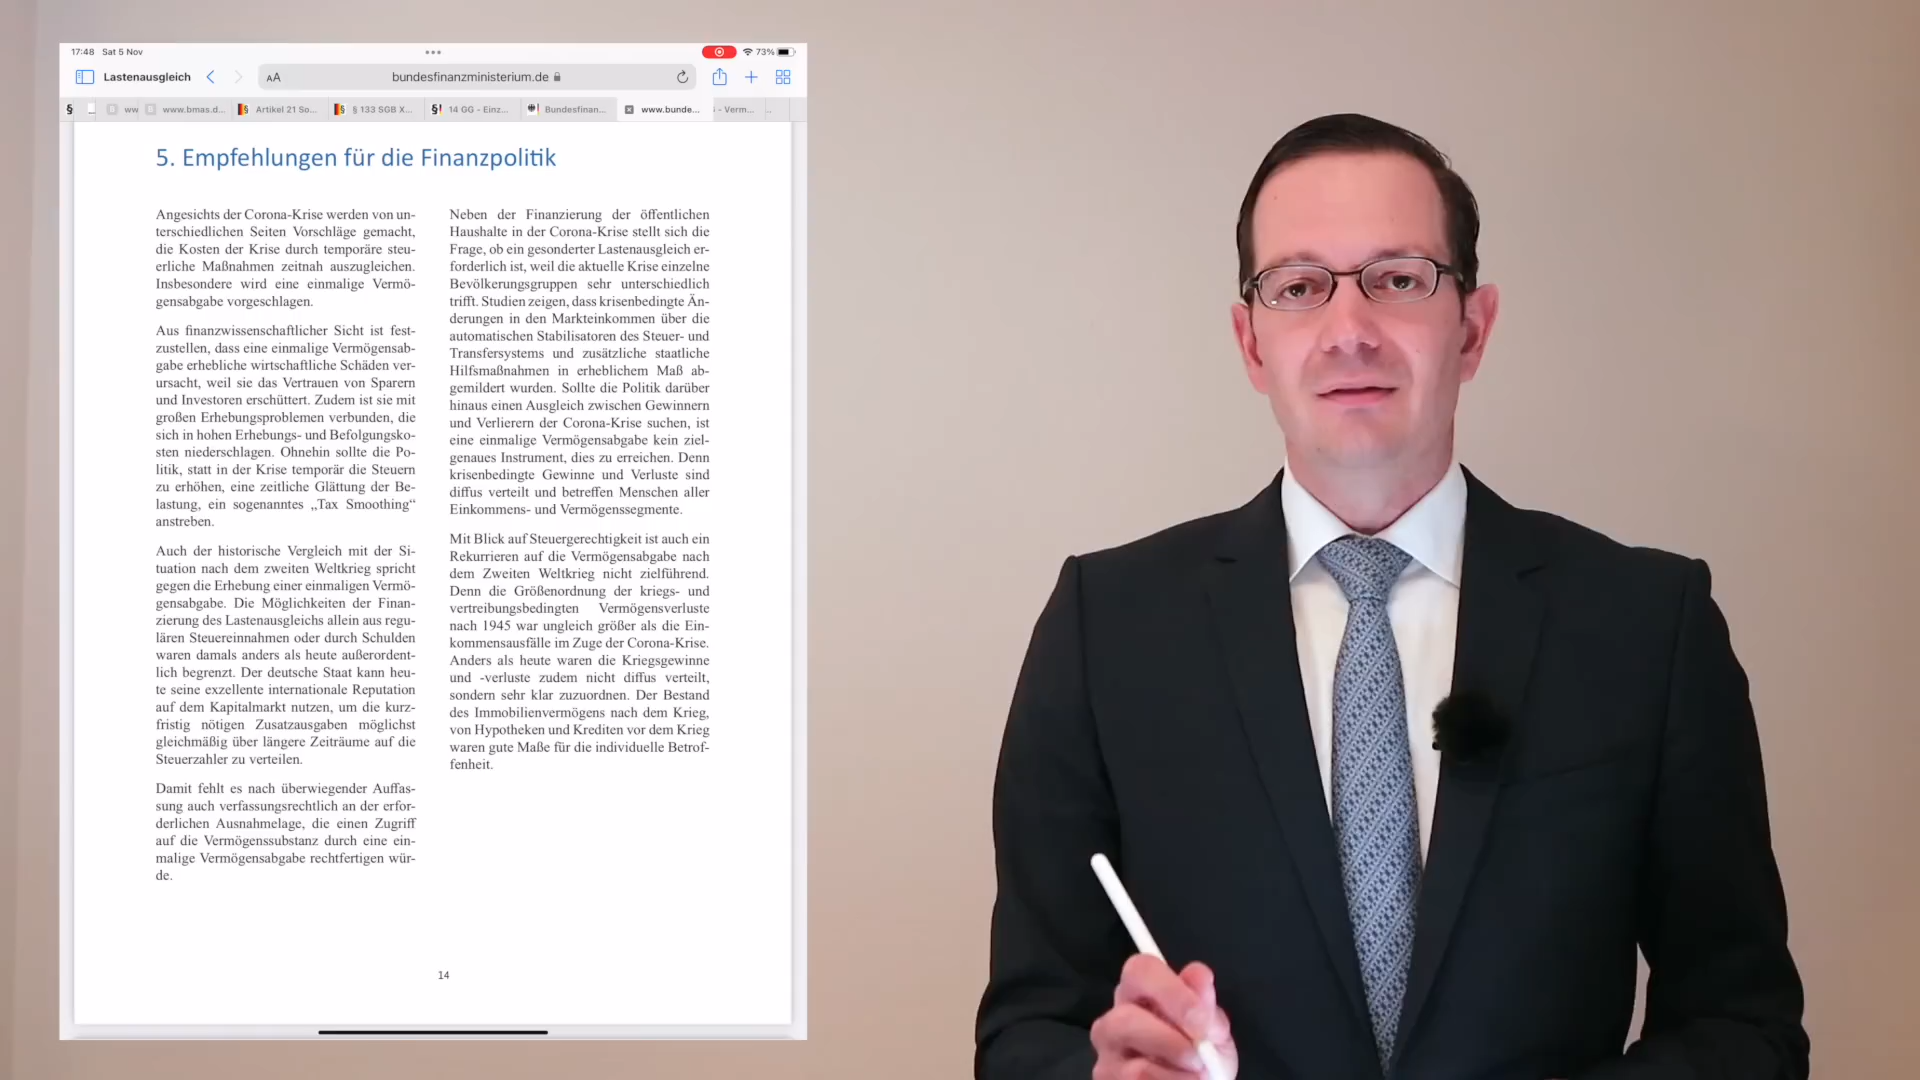 17:48 Sat 5 Nov
73%
Lastenausgleich
AA
bundesfinanzministerium.de
ww
www.bmas.d...
Artikel 21 So...
§ 133 SGB X...
14 GG - Einz...
Bundesfinan...
www.bunde...
- Verm...
5. Empfehlungen für die Finanzpolitik
Angesichts der Corona-Krise werden von un-
terschiedlichen Seiten Vorschläge gemacht,
die Kosten der Krise durch temporäre steu-
erliche Maßnahmen zeitnah auszugleichen.
Insbesondere wird eine einmalige Vermö-
gensabgabe vorgeschlagen.
Aus finanzwissenschaftlicher Sicht ist fest-
zustellen, dass eine einmalige Vermögensab-
gabe erhebliche wirtschaftliche Schäden ver-
ursacht, weil sie das Vertrauen von Sparern
und Investoren erschüttert. Zudem ist sie mit
großen Erhebungsproblemen verbunden, die
sich in hohen Erhebungs- und Befolgungsko-
sten niederschlagen. Ohnehin sollte die Po-
litik, statt in der Krise temporär die Steuern
zu erhöhen, eine zeitliche Glättung der Be-
lastung, ein sogenanntes „Tax Smoothing“
anstreben.
Auch der historische Vergleich mit der Si-
tuation nach dem zweiten Weltkrieg spricht
gegen die Erhebung einer einmaligen Vermö-
gensabgabe. Die Möglichkeiten der Finan-
zierung des Lastenausgleichs allein aus regu-
lären Steuereinnahmen oder durch Schulden
waren damals anders als heute außerordent-
lich begrenzt. Der deutsche Staat kann heu-
te seine exzellente internationale Reputation
auf dem Kapitalmarkt nutzen, um die kurz-
fristig nötigen Zusatzausgaben möglichst
gleichmäßig über längere Zeiträume auf die
Steuerzahler zu verteilen.
Damit fehlt es nach überwiegender Auffas-
sung auch verfassungsrechtlich an der erfor-
derlichen Ausnahmelage, die einen Zugriff
auf die Vermögenssubstanz durch eine ein-
malige Vermögensabgabe rechtfertigen wür-
de.
Neben der Finanzierung der öffentlichen
Haushalte in der Corona-Krise stellt sich die
Frage, ob ein gesonderter Lastenausgleich er-
forderlich ist, weil die aktuelle Krise einzelne
Bevölkerungsgruppen sehr unterschiedlich
trifft. Studien zeigen, dass krisenbedingte Än-
derungen in den Markteinkommen über die
automatischen Stabilisatoren des Steuer- und
Transfersystems und zusätzliche staatliche
Hilfsmaßnahmen in erheblichem Maß ab-
gemildert wurden. Sollte die Politik darüber
hinaus einen Ausgleich zwischen Gewinnern
und Verlierern der Corona-Krise suchen, ist
eine einmalige Vermögensabgabe kein ziel-
genaues Instrument, dies zu erreichen. Denn
krisenbedingte Gewinne und Verluste sind
diffus verteilt und betreffen Menschen aller
Einkommens- und Vermögenssegmente.
Mit Blick auf Steuergerechtigkeit ist auch ein
Rekurrieren auf die Vermögensabgabe nach
dem Zweiten Weltkrieg nicht zielführend.
Denn die Größenordnung der kriegs- und
vertreibungsbedingten Vermögensverluste
nach 1945 war ungleich größer als die Ein-
kommensausfälle im Zuge der Corona-Krise.
Anders als heute waren die Kriegsgewinne
und -verluste zudem nicht diffus verteilt,
sondern sehr klar zuzuordnen. Der Bestand
des Immobilienvermögens nach dem Krieg,
von Hypotheken und Krediten vor dem Krieg
waren gute Maße für die individuelle Betrof-
fenheit.
14